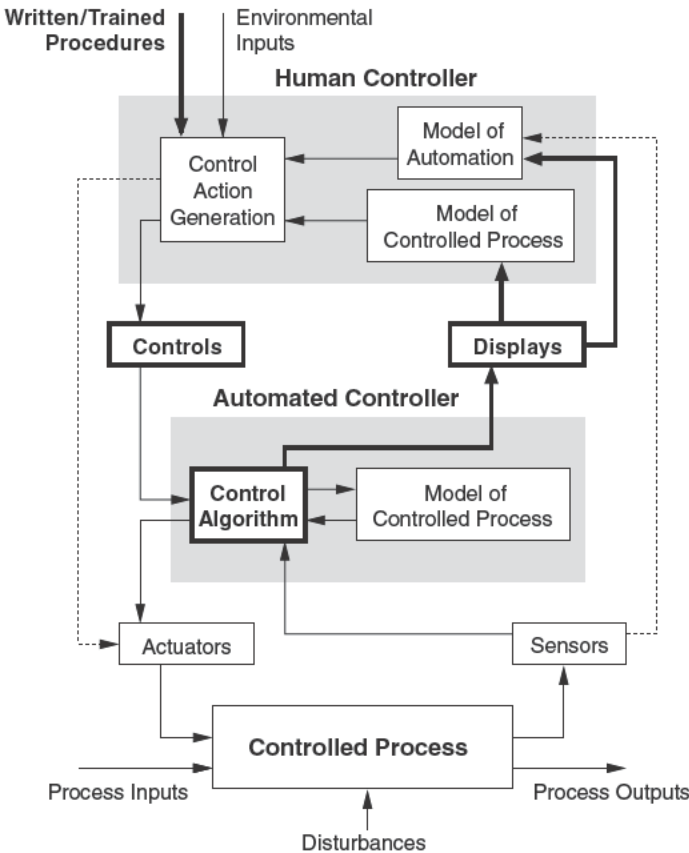 Written/Trained
Procedures
Environmental
Inputs
Human Controller
Control
Action
Generation
Model of
Automation
Model of
Controlled Process
Controls
Displays
Automated Controller
Control
Algorithm
Model of
Controlled Process
Actuators
Sensors
Controlled Process
Process Inputs
Process Outputs
Disturbances